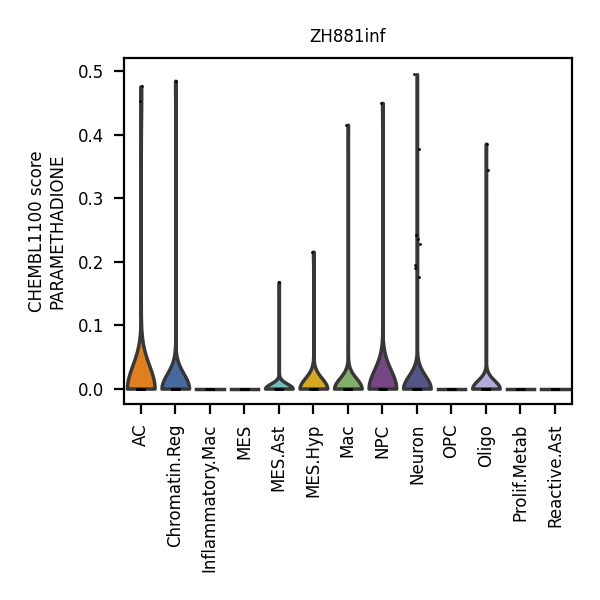 ZH881inf
CHEMBL1100 score
PARAMETHADIONE
0.5
0.4
0.3
0.2
0.1
0.0
AC
Chromatin.Reg
Inflammatory.Mac
MES
MES.Ast
MES.Hyp
Mac
NPC
Neuron
OPC
Oligo
Prolif.Metab
Reactive.Ast